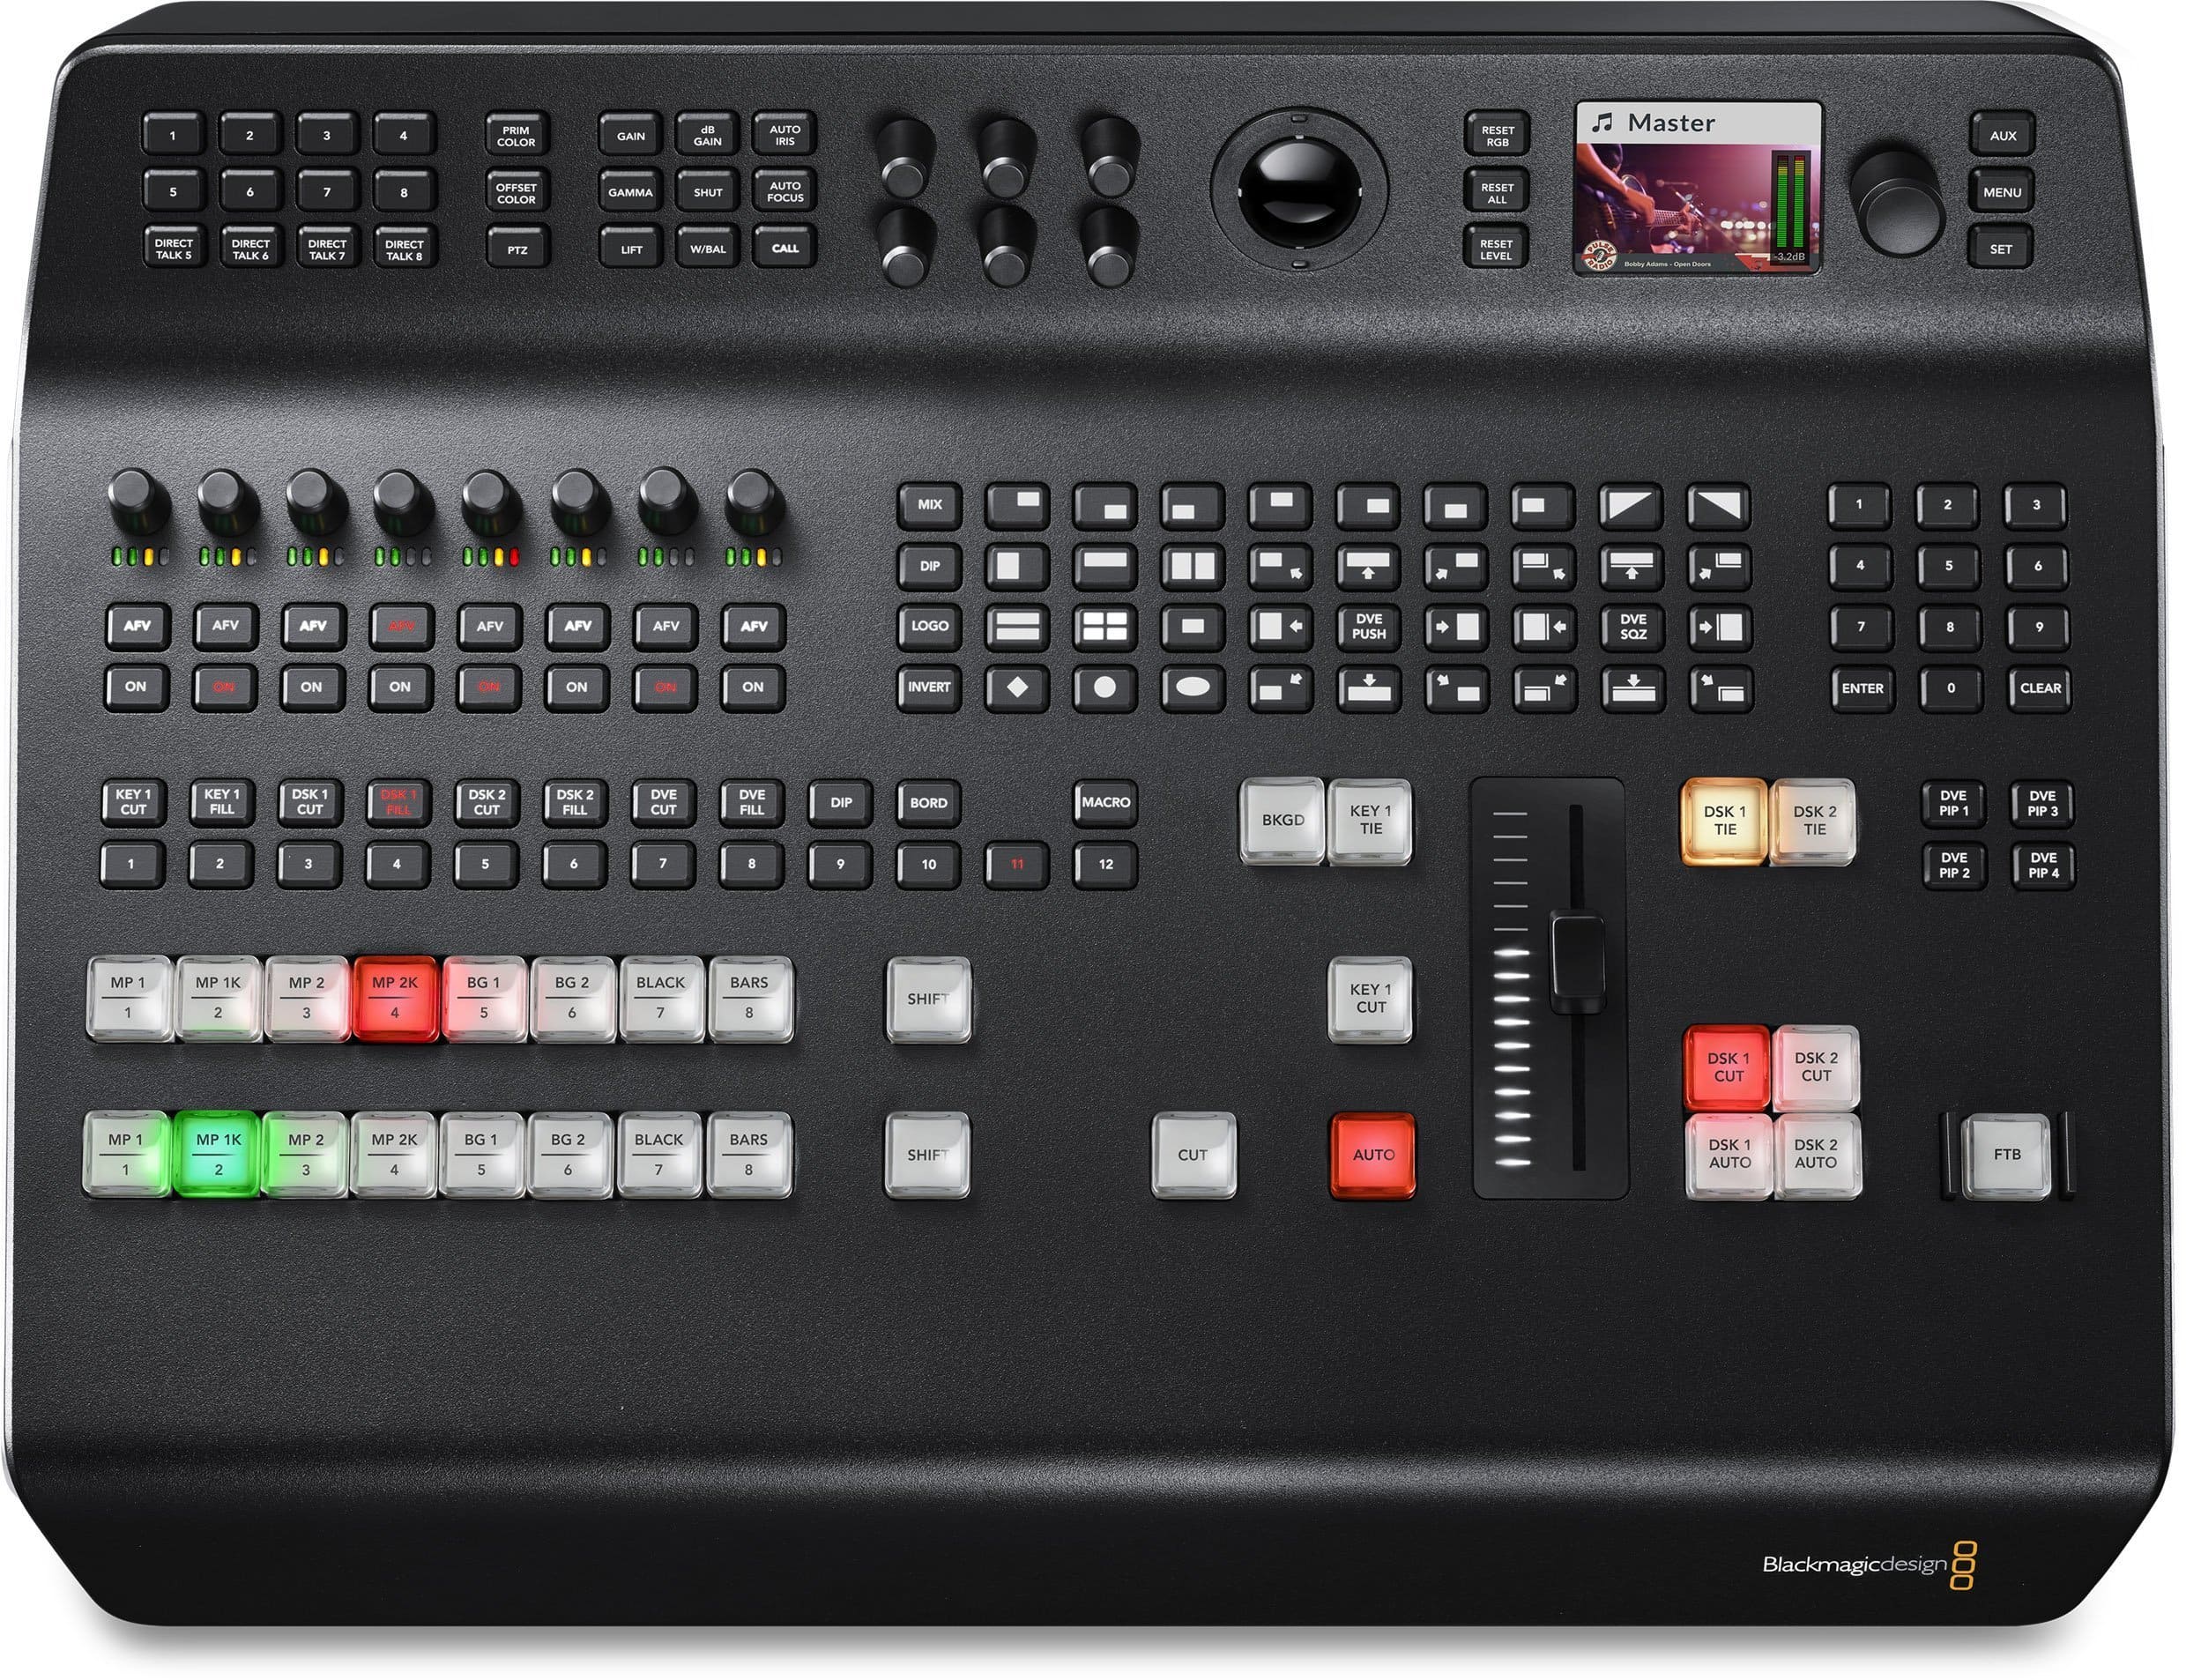 1 2 3 4 PRIM COLOR GAIN dB GAIN AUTO IRIS RESET RGB ♫ Master AUX
5 6 7 8 OFFSET COLOR GAMMA SHUT AUTO FOCUS RESET ALL MENU
DIRECT TALK 5 DIRECT TALK 6 DIRECT TALK 7 DIRECT TALK 8 PTZ LIFT W/BAL CALL RESET LEVEL SET
PULSE RADIO
Bobby Adams - Open Doors
-3.2dB
MIX 1 2 3
DIP 4 5 6
AFV AFV AFV AFV AFV AFV AFV AFV LOGO DVE PUSH DVE SQZ 7 8 9
ON ON ON ON ON ON ON ON INVERT ENTER 0 CLEAR
KEY 1 CUT KEY 1 FILL DSK 1 CUT DSK 1 FILL DSK 2 CUT DSK 2 FILL DVE CUT DVE FILL DIP BORD MACRO BKGD KEY 1 TIE DSK 1 TIE DSK 2 TIE DVE PIP 1 DVE PIP 3
1 2 3 4 5 6 7 8 9 10 11 12 DVE PIP 2 DVE PIP 4
MP 1 MP 1K MP 2 MP 2K BG 1 BG 2 BLACK BARS SHIFT KEY 1 CUT
1 2 3 4 5 6 7 8
DSK 1 CUT DSK 2 CUT
MP 1 MP 1K MP 2 MP 2K BG 1 BG 2 BLACK BARS SHIFT CUT AUTO DSK 1 AUTO DSK 2 AUTO FTB
1 2 3 4 5 6 7 8
Blackmagicdesign